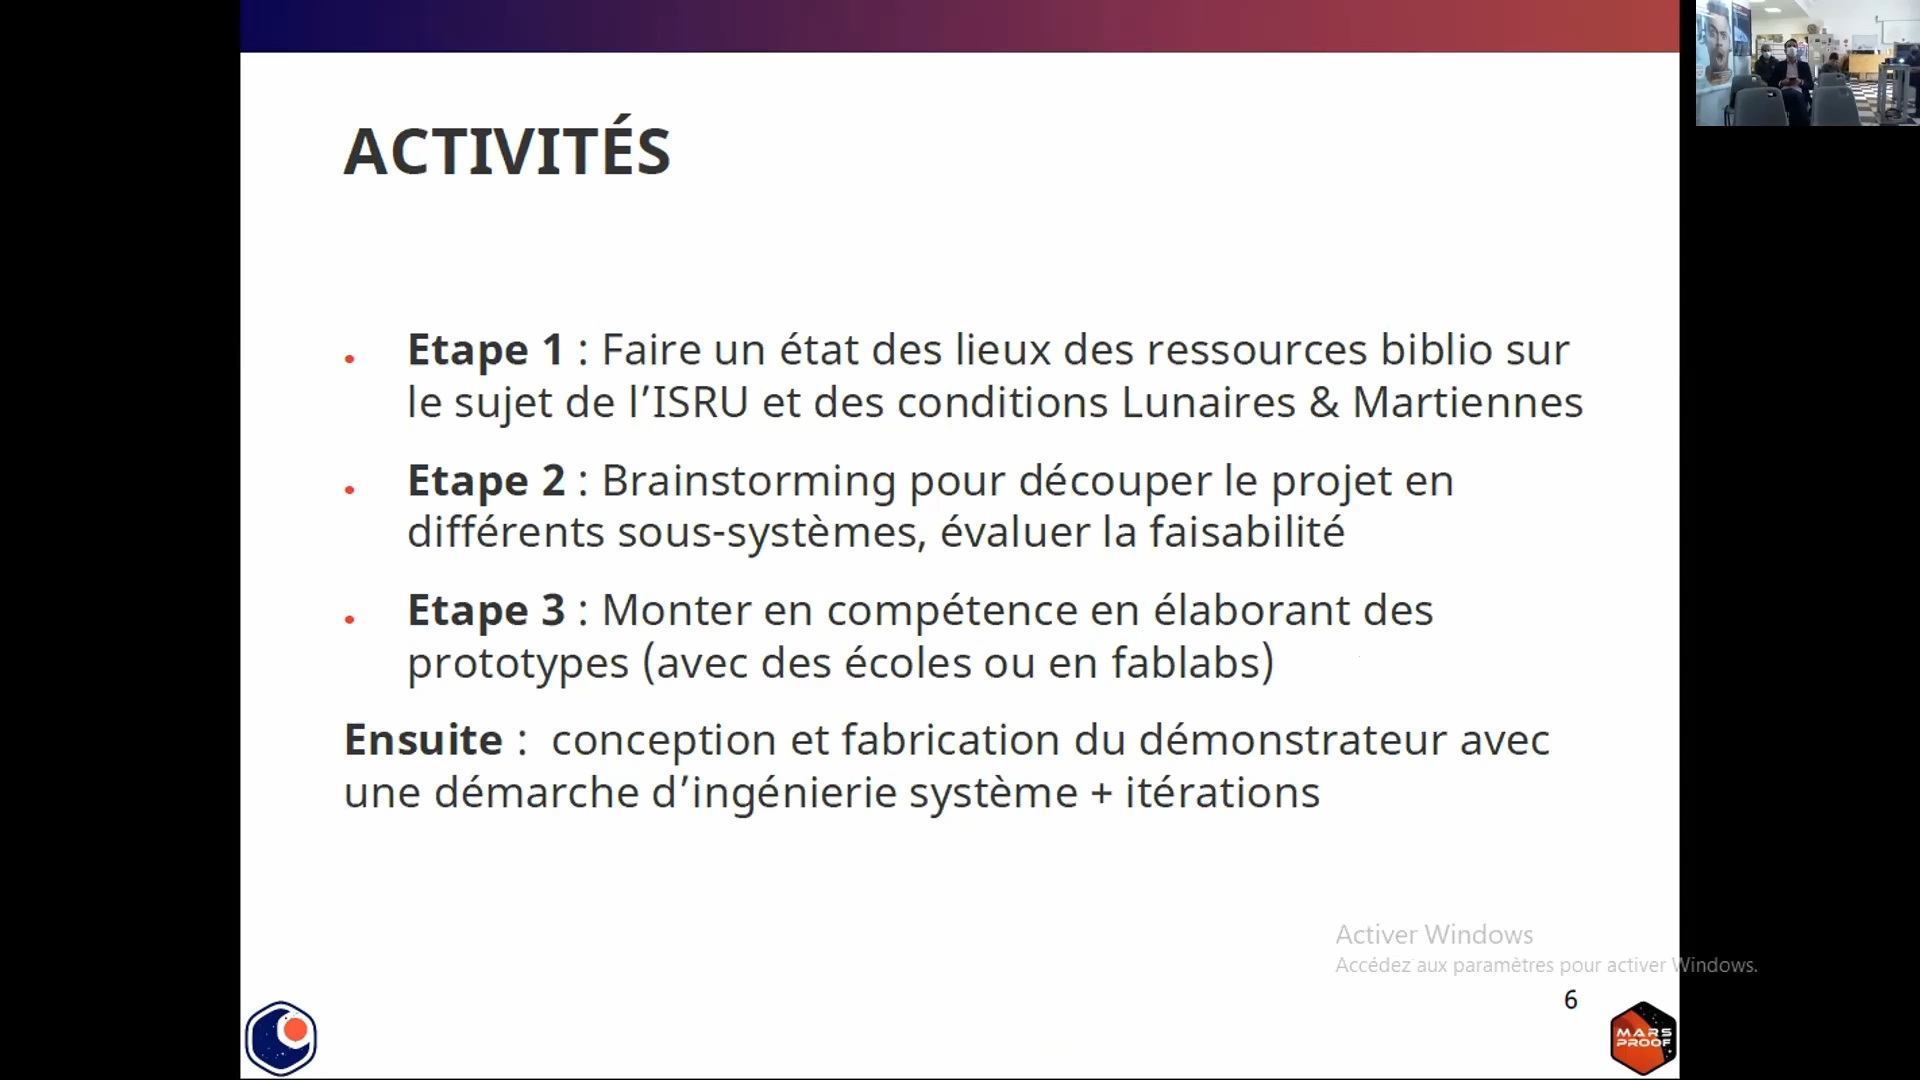 ACTIVITÉS
• Etape 1 : Faire un état des lieux des ressources biblio sur
le sujet de l’ISRU et des conditions Lunaires & Martiennes
• Etape 2 : Brainstorming pour découper le projet en
différents sous-systèmes, évaluer la faisabilité
• Etape 3 : Monter en compétence en élaborant des
prototypes (avec des écoles ou en fablabs)
Ensuite :  conception et fabrication du démonstrateur avec
une démarche d’ingénierie système + itérations
Activer Windows
Accédez aux paramètres pour activer Windows.
6
MARS
PROOF